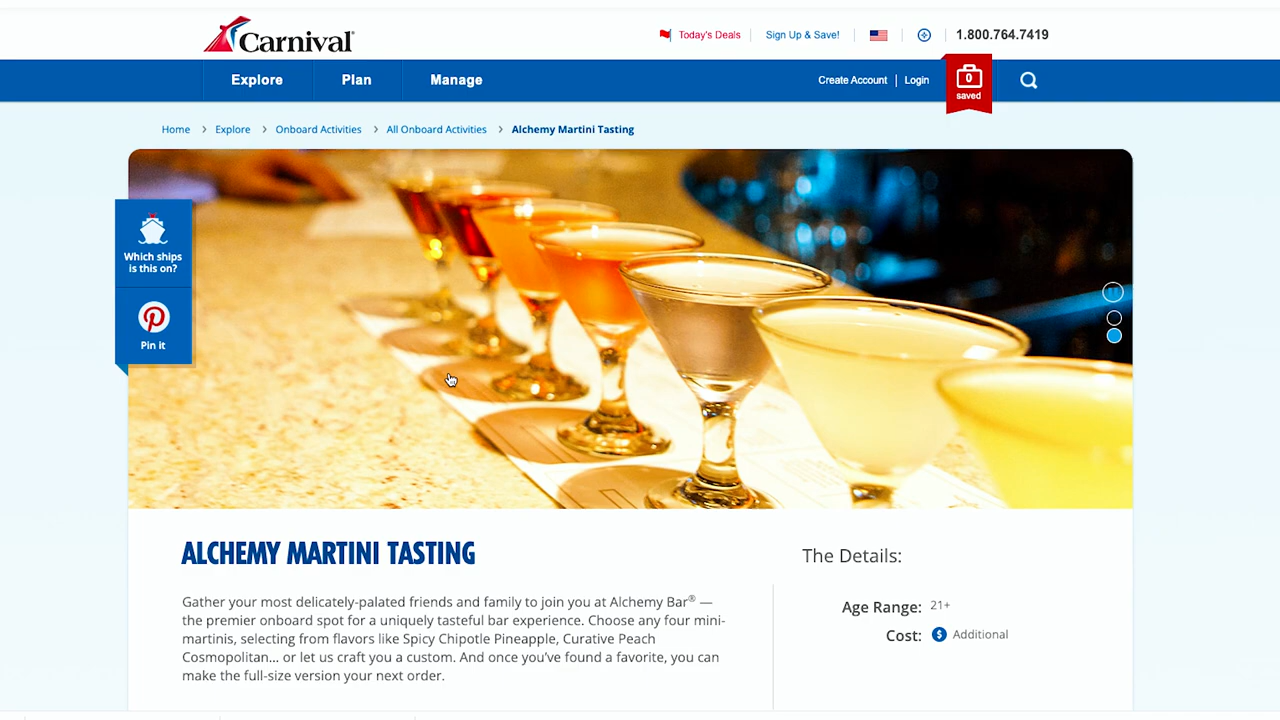 Carnival
Today's Deals
Sign Up & Save!
1.800.764.7419
Explore
Plan
Manage
Create Account | Login
0
saved
Home > Explore > Onboard Activities > All Onboard Activities > Alchemy Martini Tasting
Which ships
is this on?
Pin it
ALCHEMY MARTINI TASTING
Gather your most delicately-palated friends and family to join you at Alchemy Bar® —
the premier onboard spot for a uniquely tasteful bar experience. Choose any four mini-
martinis, selecting from flavors like Spicy Chipotle Pineapple, Curative Peach
Cosmopolitan... or let us craft you a custom. And once you've found a favorite, you can
make the full-size version your next order.
The Details:
Age Range: 21+
Cost: $ Additional